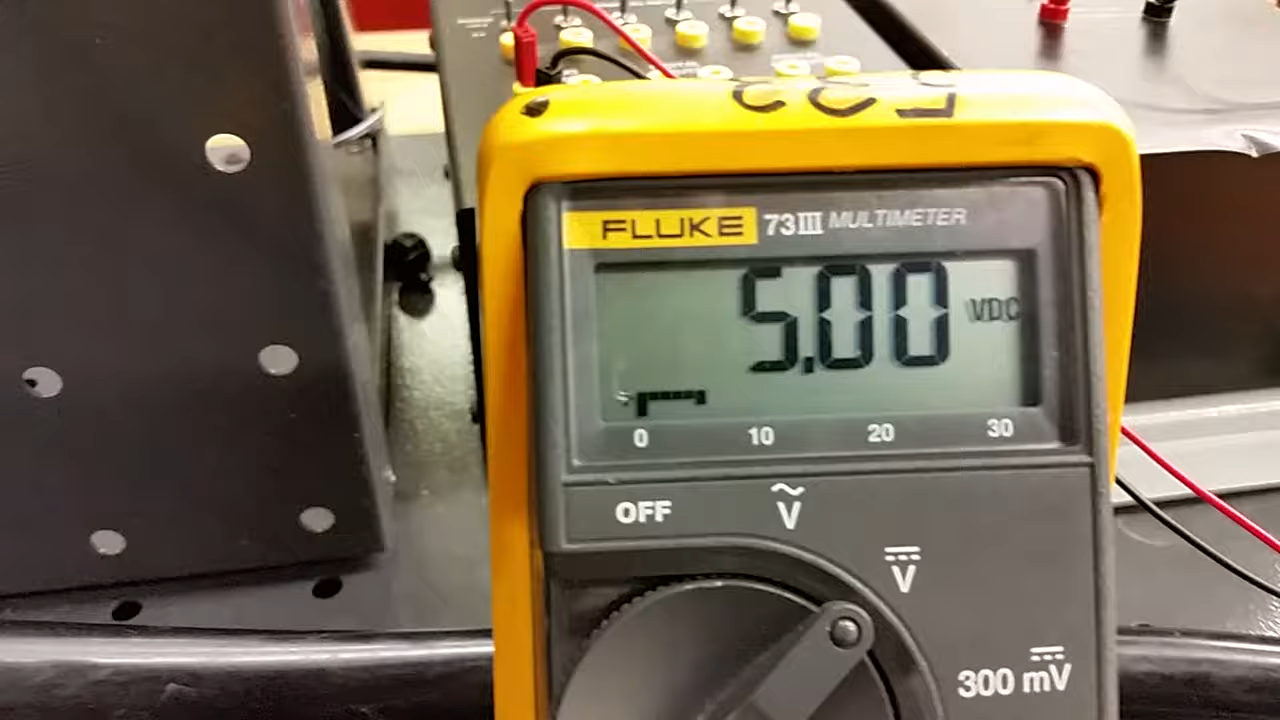 FLUKE 73III MULTIMETER
5.00 VDC
0 10 20 30
OFF
V
V
300 mV